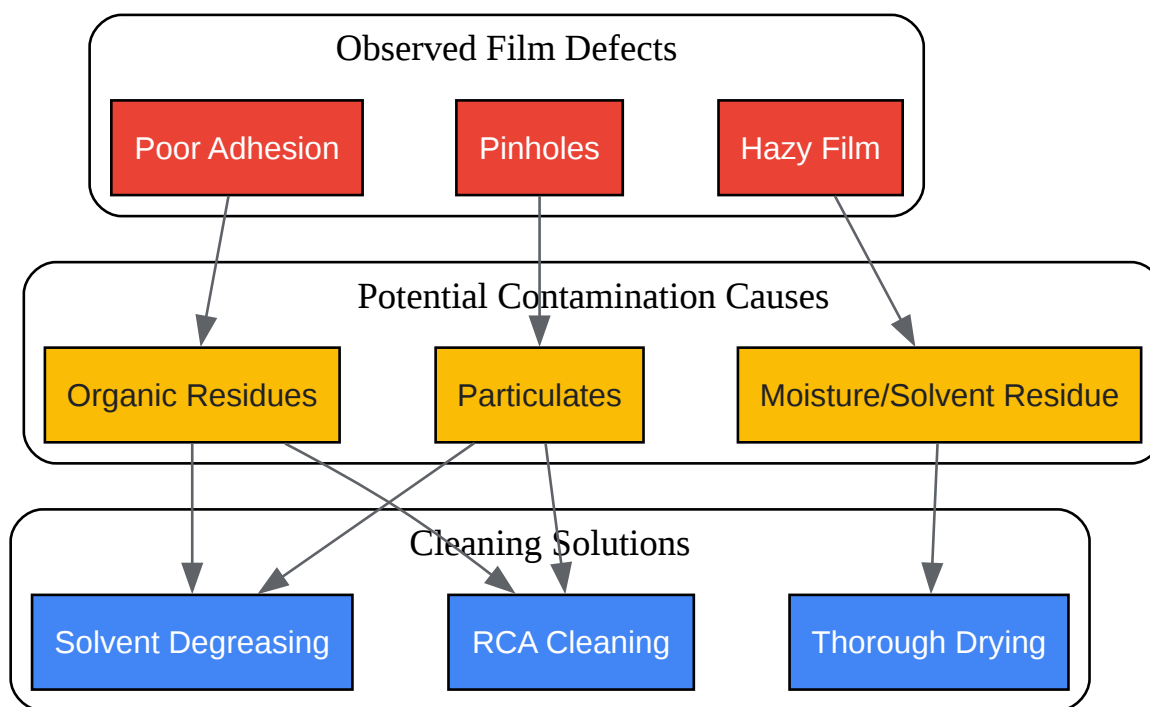 Observed Film Defects
Poor Adhesion
Pinholes
Hazy Film
Potential Contamination Causes
Organic Residues
Particulates
Moisture/Solvent Residue
Cleaning Solutions
Solvent Degreasing
RCA Cleaning
Thorough Drying